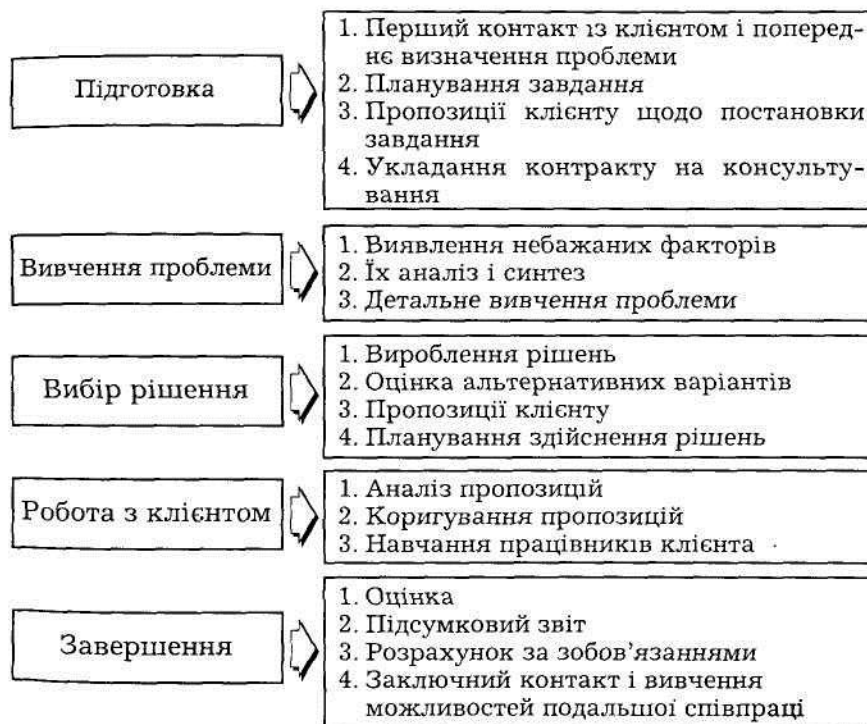 Підготовка
1. Перший контакт із клієнтом і поперед-
нє визначення проблеми
2. Планування завдання
3. Пропозиції клієнту щодо постановки
завдання
4. Укладання контракту на консульту-
вання
Вивчення проблеми
1. Виявлення небажаних факторів
2. Їх аналіз і синтез
3. Детальне вивчення проблеми
Вибір рішення
1. Вироблення рішень
2. Оцінка альтернативних варіантів
3. Пропозиції клієнту
4. Планування здійснення рішень
Робота з клієнтом
1. Аналіз пропозицій
2. Коригування пропозицій
3. Навчання працівників клієнта
Завершення
1. Оцінка
2. Підсумковий звіт
3. Розрахунок за зобов’язаннями
4. Заключний контакт і вивчення
можливостей подальшої співпраці